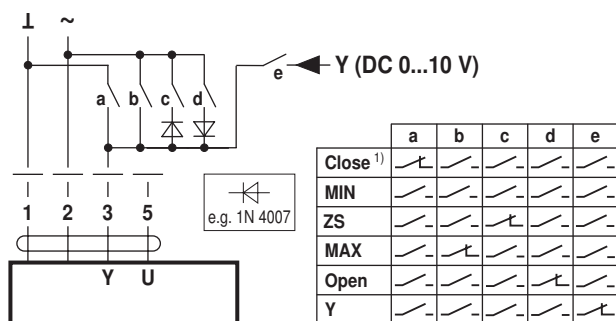 ⊥ ~
e Y (DC 0...10 V)
a b c d
e.g. 1N 4007
1 2 3 5
Y U
a b c d e
Close 1)
MIN
ZS
MAX
Open
Y